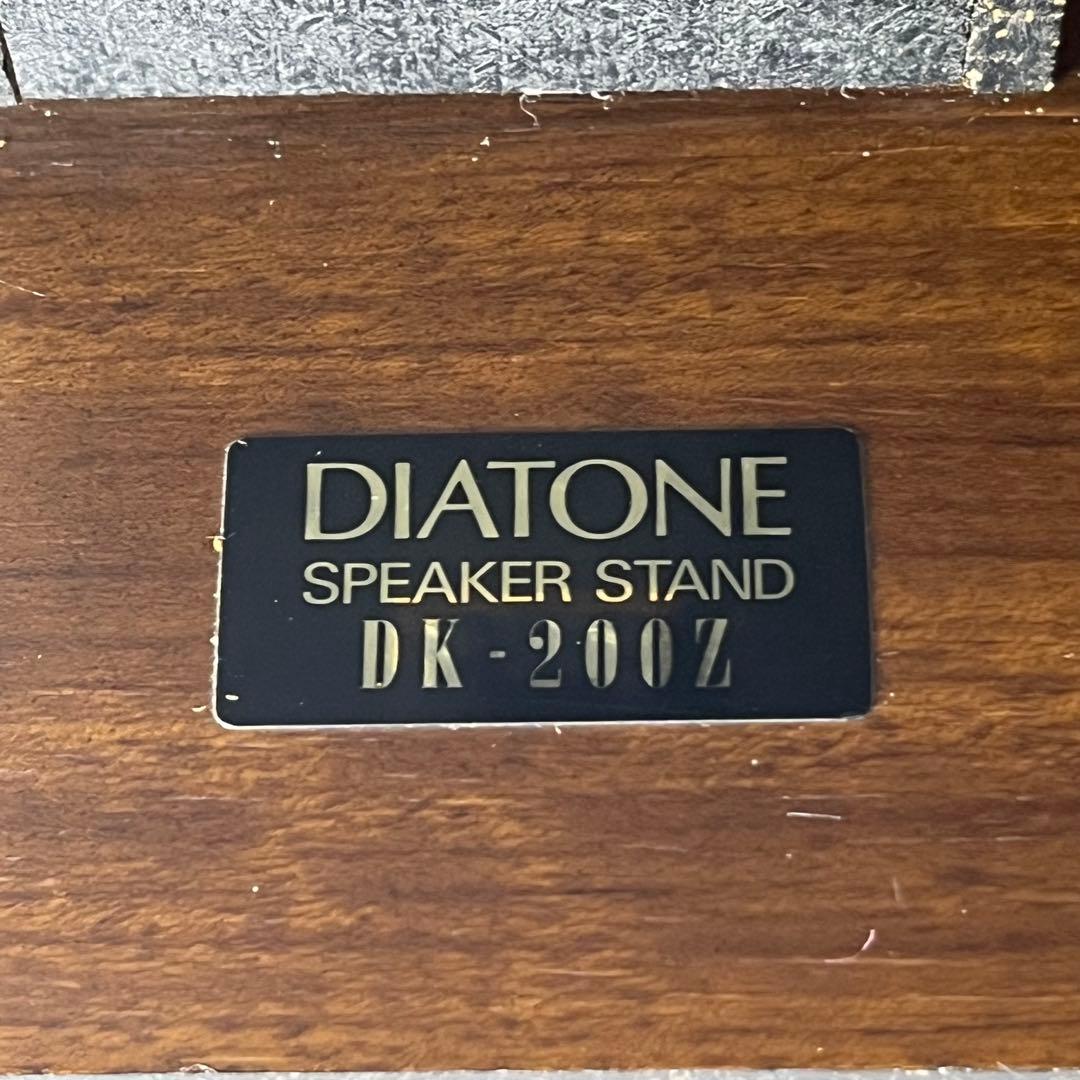 DIATONE
SPEAKER STAND
DK-200Z